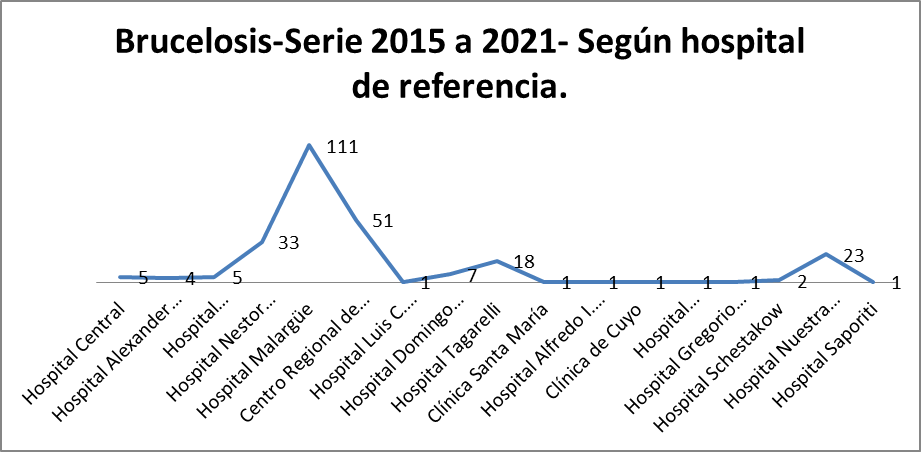 Brucelosis-Serie 2015 a 2021- Según hospital
de referencia.
5
4
5
33
111
51
1
7
18
1
1
1
1
1
2
23
1
Hospital Central
Hospital Alexander…
Hospital…
Hospital Nestor…
Hospital Malargüe
Centro Regional de…
Hospital Luis C…
Hospital Domingo…
Hospital Tagarelli
Clínica Santa María
Hospital Alfredo I…
Clínica de Cuyo
Hospital…
Hospital Gregorio…
Hospital Schestakow
Hospital Nuestra…
Hospital Saporiti